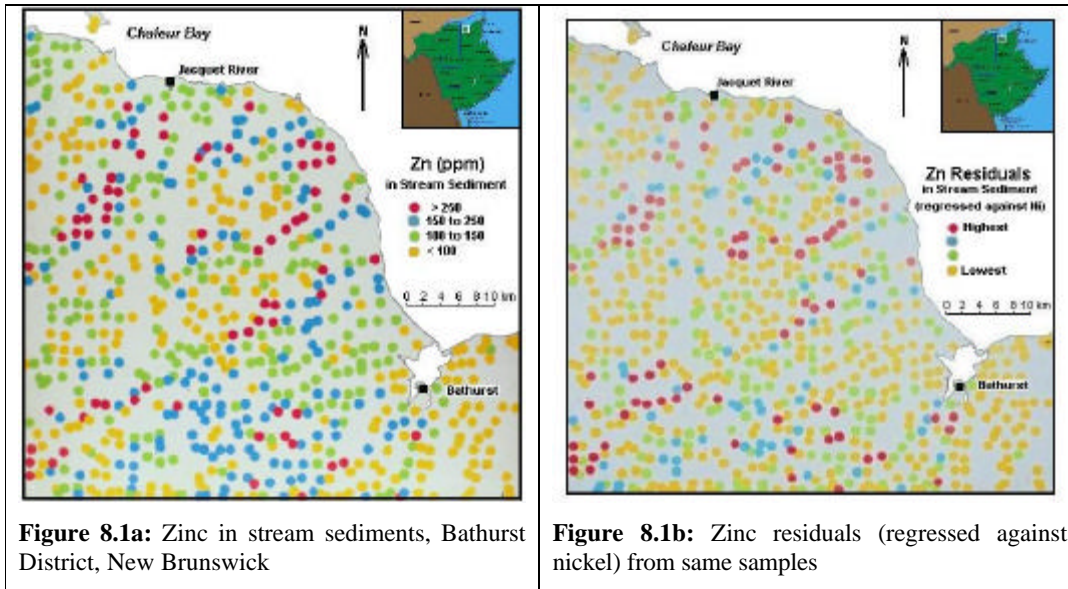 Chaleur Bay
N
Jacquet River
Zn (ppm)
in Stream Sediment
> 250
150 to 250
100 to 150
< 100
0 2 4 6 8 10 km
Bathurst
Figure 8.1a: Zinc in stream sediments, Bathurst
District, New Brunswick
Chaleur Bay
N
Jacquet River
Zn Residuals
in Stream Sediment
(regressed against Ni)
Highest
Lowest
0 2 4 6 8 10 km
Bathurst
Figure 8.1b: Zinc residuals (regressed against
nickel) from same samples